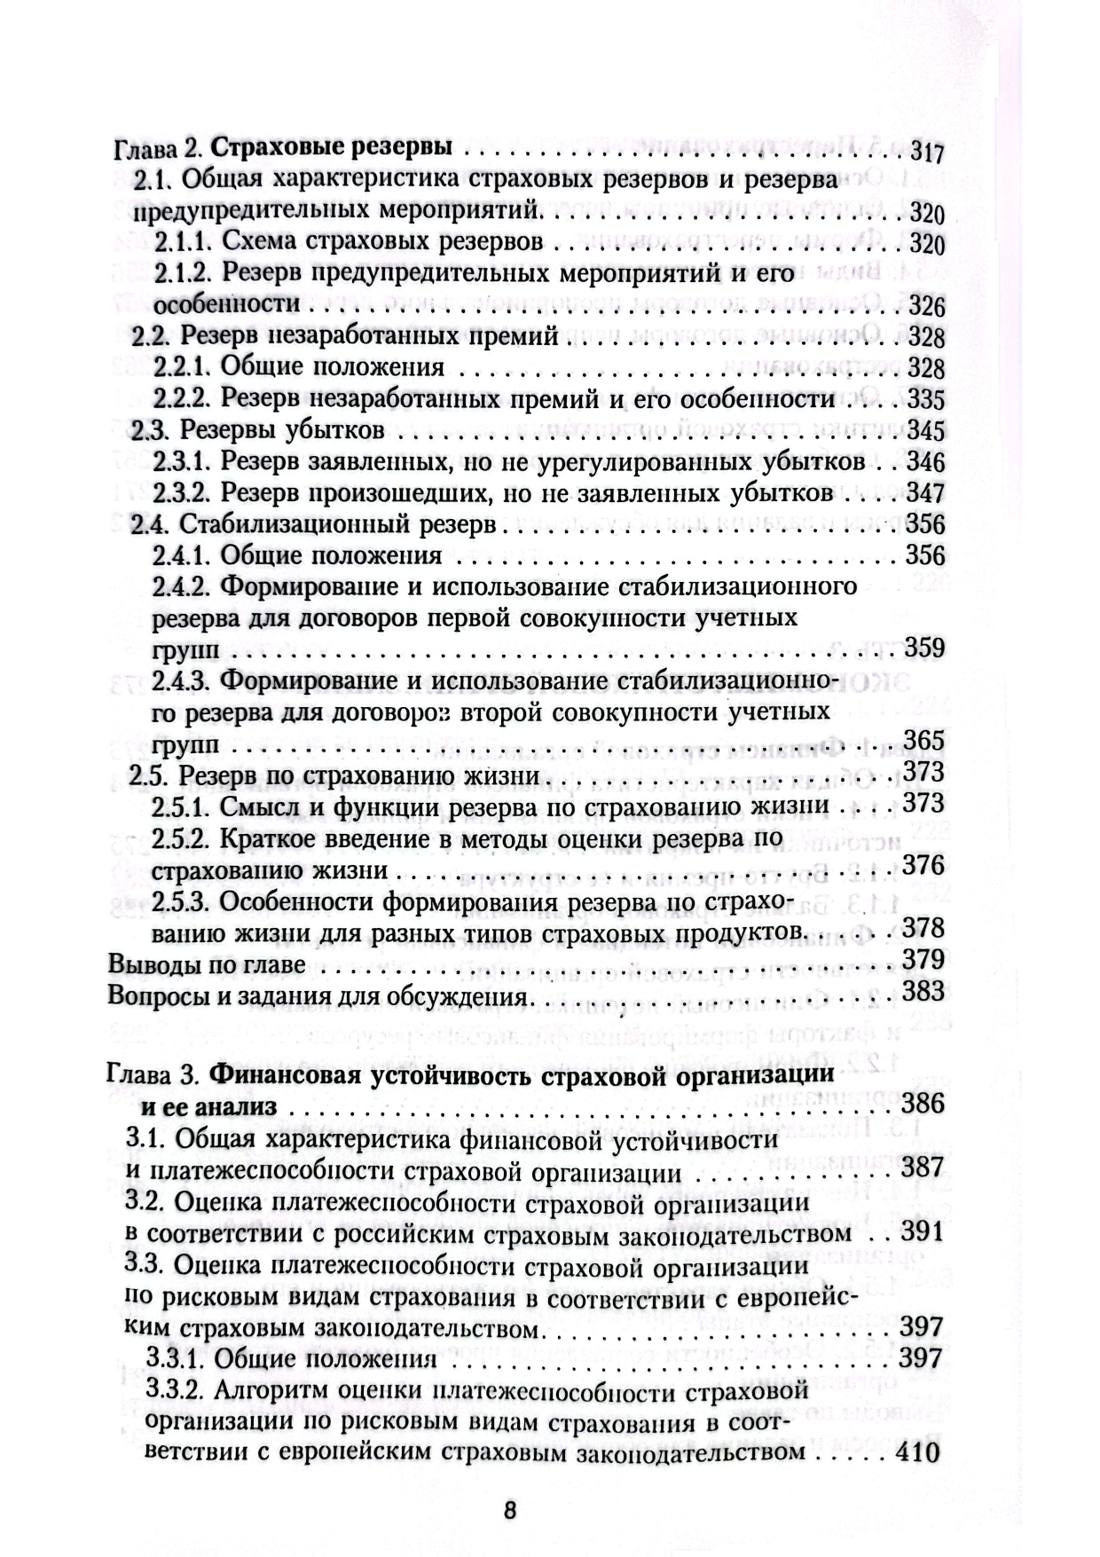 Глава 2. Страховые резервы . . . . . . . . . . . . . . . . . . . . . . . . . . . . . . 317
2.1. Общая характеристика страховых резервов и резерва
предупредительных мероприятий. . . . . . . . . . . . . . . . . . . . . . . . 320
2.1.1. Схема страховых резервов . . . . . . . . . . . . . . . . . . . . . . . 320
2.1.2. Резерв предупредительных мероприятий и его
особенности . . . . . . . . . . . . . . . . . . . . . . . . . . . . . . . . . . . . . . . 326
2.2. Резерв незаработанных премий . . . . . . . . . . . . . . . . . . . . . . 328
2.2.1. Общие положения . . . . . . . . . . . . . . . . . . . . . . . . . . . . . . 328
2.2.2. Резерв незаработанных премий и его особенности . . . . 335
2.3. Резервы убытков . . . . . . . . . . . . . . . . . . . . . . . . . . . . . . . . . . 345
2.3.1. Резерв заявленных, но не урегулированных убытков . . 346
2.3.2. Резерв произошедших, но не заявленных убытков . . . . 347
2.4. Стабилизационный резерв . . . . . . . . . . . . . . . . . . . . . . . . . . 356
2.4.1. Общие положения . . . . . . . . . . . . . . . . . . . . . . . . . . . . . . 356
2.4.2. Формирование и использование стабилизационного
резерва для договоров первой совокупности учетных
групп . . . . . . . . . . . . . . . . . . . . . . . . . . . . . . . . . . . . . . . . . . . . . 359
2.4.3. Формирование и использование стабилизационно-
го резерва для договоров второй совокупности учетных
групп . . . . . . . . . . . . . . . . . . . . . . . . . . . . . . . . . . . . . . . . . . . . . 365
2.5. Резерв по страхованию жизни . . . . . . . . . . . . . . . . . . . . . . . 373
2.5.1. Смысл и функции резерва по страхованию жизни . . . . 373
2.5.2. Краткое введение в методы оценки резерва по
страхованию жизни . . . . . . . . . . . . . . . . . . . . . . . . . . . . . . . . . . 376
2.5.3. Особенности формирования резерва по страхо-
ванию жизни для разных типов страховых продуктов. . . . . . 378
Выводы по главе . . . . . . . . . . . . . . . . . . . . . . . . . . . . . . . . . . . . . . 379
Вопросы и задания для обсуждения. . . . . . . . . . . . . . . . . . . . . . . . 383
Глава 3. Финансовая устойчивость страховой организации
и ее анализ . . . . . . . . . . . . . . . . . . . . . . . . . . . . . . . . . . . . . . . . . 386
3.1. Общая характеристика финансовой устойчивости
и платежеспособности страховой организации . . . . . . . . . . . 387
3.2. Оценка платежеспособности страховой организации
в соответствии с российским страховым законодательством . . 391
3.3. Оценка платежеспособности страховой организации
по рисковым видам страхования в соответствии с европейс-
ким страховым законодательством. . . . . . . . . . . . . . . . . . . . . . . 397
3.3.1. Общие положения . . . . . . . . . . . . . . . . . . . . . . . . . . . . . . 397
3.3.2. Алгоритм оценки платежеспособности страховой
организации по рисковым видам страхования в соот-
ветствии с европейским страховым законодательством . . . . . 410
8